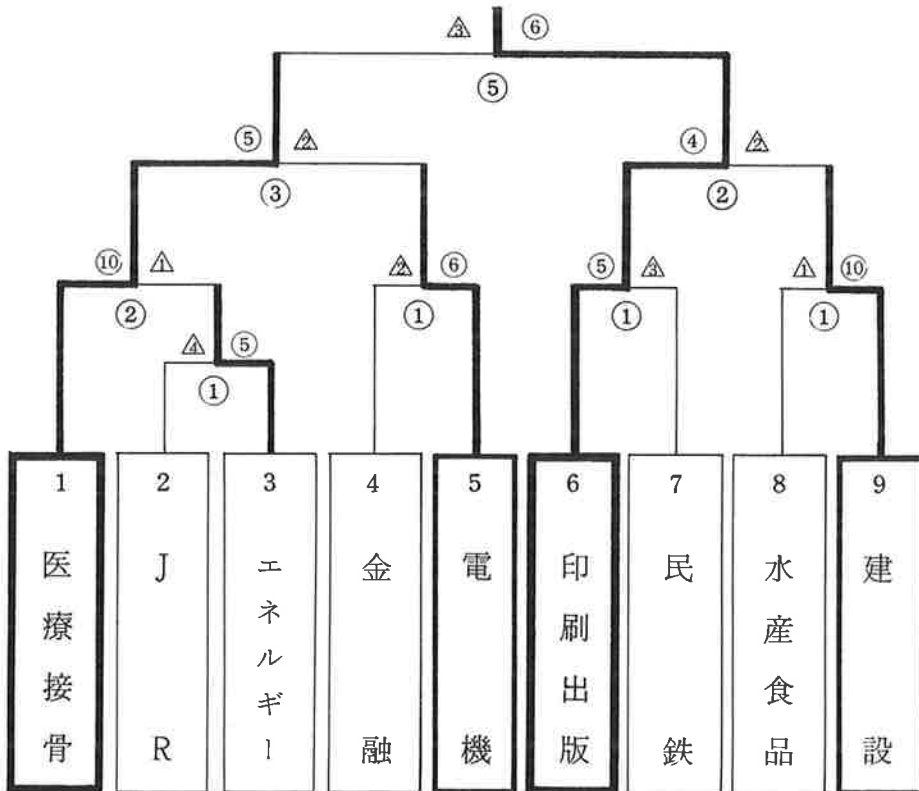 △3 ⑥
⑤
⑤ △2 ④ △2
③ ②
⑩ △1 △2 ⑥ ⑤ △3 △1 ⑩
② ① ① ①
△4 ⑤
①
1 2 3 4 5 6 7 8 9
医療接骨
JR
エネルギー
金融
電機
印刷出版
民鉄
水産食品
建設